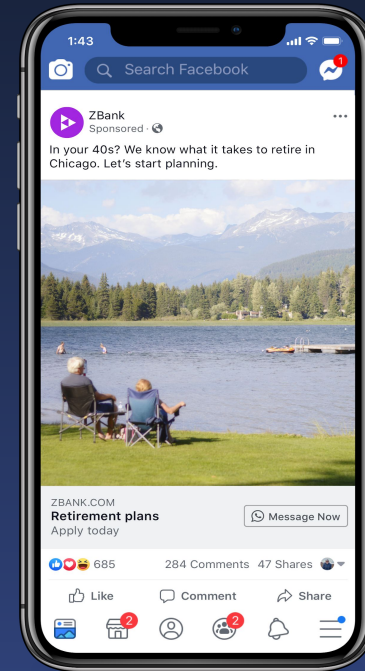 1:43
Search Facebook
1
ZBank
Sponsored ·
In your 40s? We know what it takes to retire in
Chicago. Let's start planning.
ZBANK.COM
Retirement plans
Apply today
Message Now
685
284 Comments 47 Shares
Like
Comment
Share
2
2